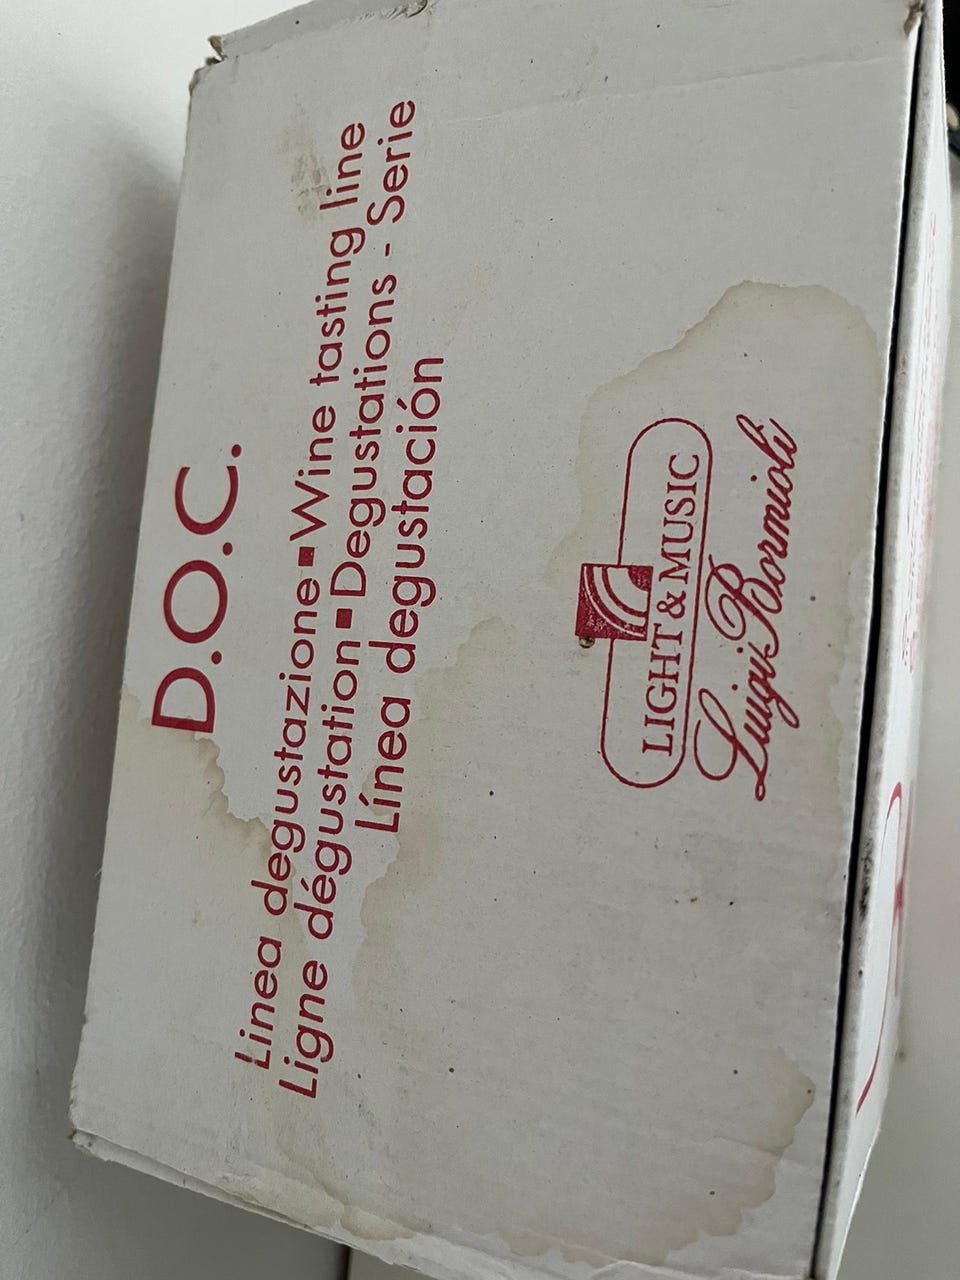 D.O.C.
Linea degustazione ▪ Wine tasting line
Ligne dégustation ▪ Degustations - Serie
Línea degustación
LIGHT & MUSIC
Luigi Bormioli